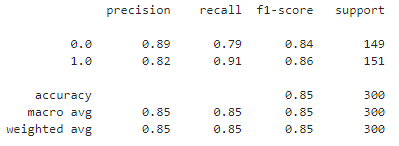 precision recall f1-score support
0.0 0.89 0.79 0.84 149
1.0 0.82 0.91 0.86 151
accuracy 0.85 300
macro avg 0.85 0.85 0.85 300
weighted avg 0.85 0.85 0.85 300